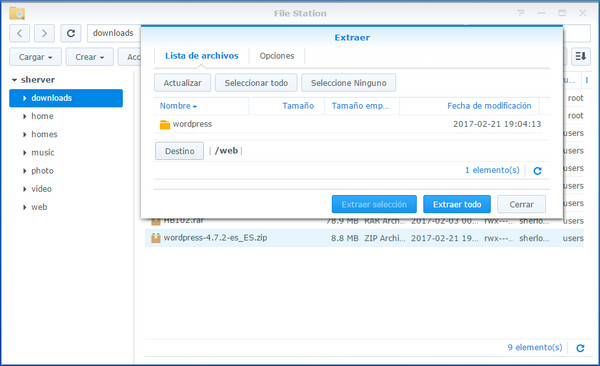 File Station
downloads
Cargar
Crear
sherver
downloads
home
homes
music
photo
video
web
Extraer
Lista de archivos Opciones
Actualizar Seleccionar todo Seleccione Ninguno
Nombre Tamaño Tamaño emp... Fecha de modificación
wordpress 2017-02-21 19:04:13
Destino /web
1 elemento(s)
Extraer selección Extraer todo Cerrar
root
root
users
users
users
users
users
users
HB102.rar 78.9 MB RAR Archi... 2017-02-03 00... rwx---... sherlo... users
wordpress-4.7.2-es_ES.zip 8.8 MB ZIP Archi... 2017-02-21 19... rwx---... sherlo... users
9 elemento(s)